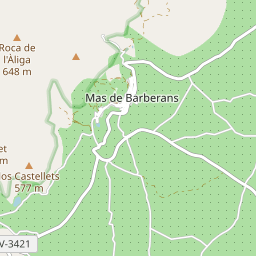 Roca de
l'Àliga
648 m
Mas de Barberans
et
m
os Castellets
577 m
V-3421